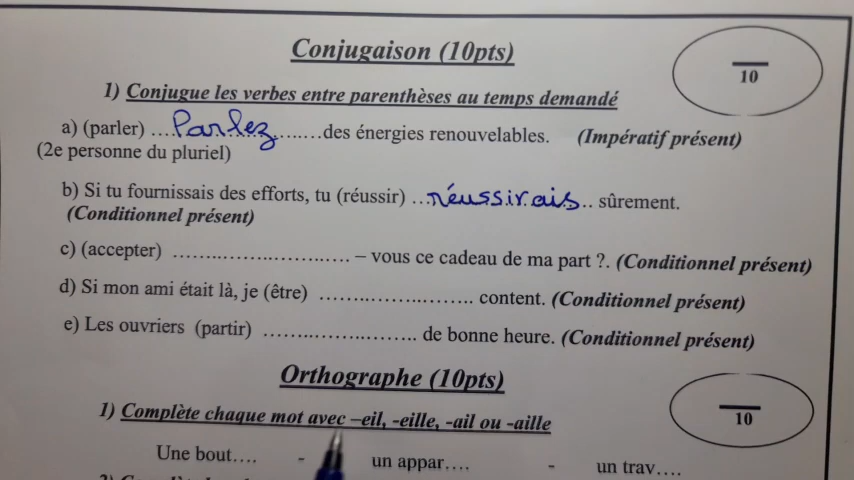 Conjugaison (10pts)
10
1) Conjugue les verbes entre parenthèses au temps demandé
a) (parler) ...Parlez..........des énergies renouvelables. (Impératif présent)
(2e personne du pluriel)
b) Si tu fournissais des efforts, tu (réussir) ...réussirais... sûrement.
(Conditionnel présent)
c) (accepter) ............................ – vous ce cadeau de ma part ?. (Conditionnel présent)
d) Si mon ami était là, je (être) ........................ content. (Conditionnel présent)
e) Les ouvriers (partir) ........................ de bonne heure. (Conditionnel présent)
Orthographe (10pts)
10
1) Complète chaque mot avec –eil, -eille, -ail ou -aille
Une bout.... - un appar.... - un trav....